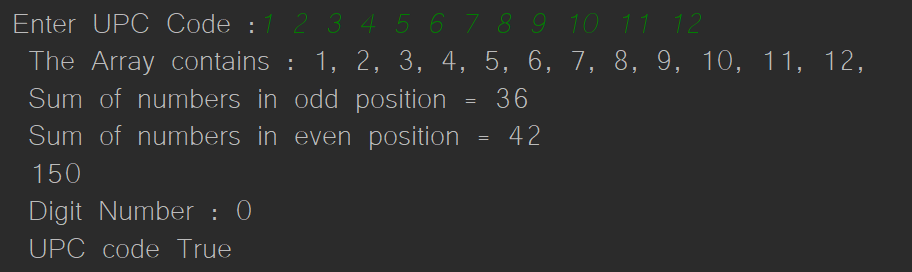 Enter UPC Code :1 2 3 4 5 6 7 8 9 10 11 12
The Array contains : 1, 2, 3, 4, 5, 6, 7, 8, 9, 10, 11, 12,
Sum of numbers in odd position = 36
Sum of numbers in even position = 42
150
Digit Number : 0
UPC code True